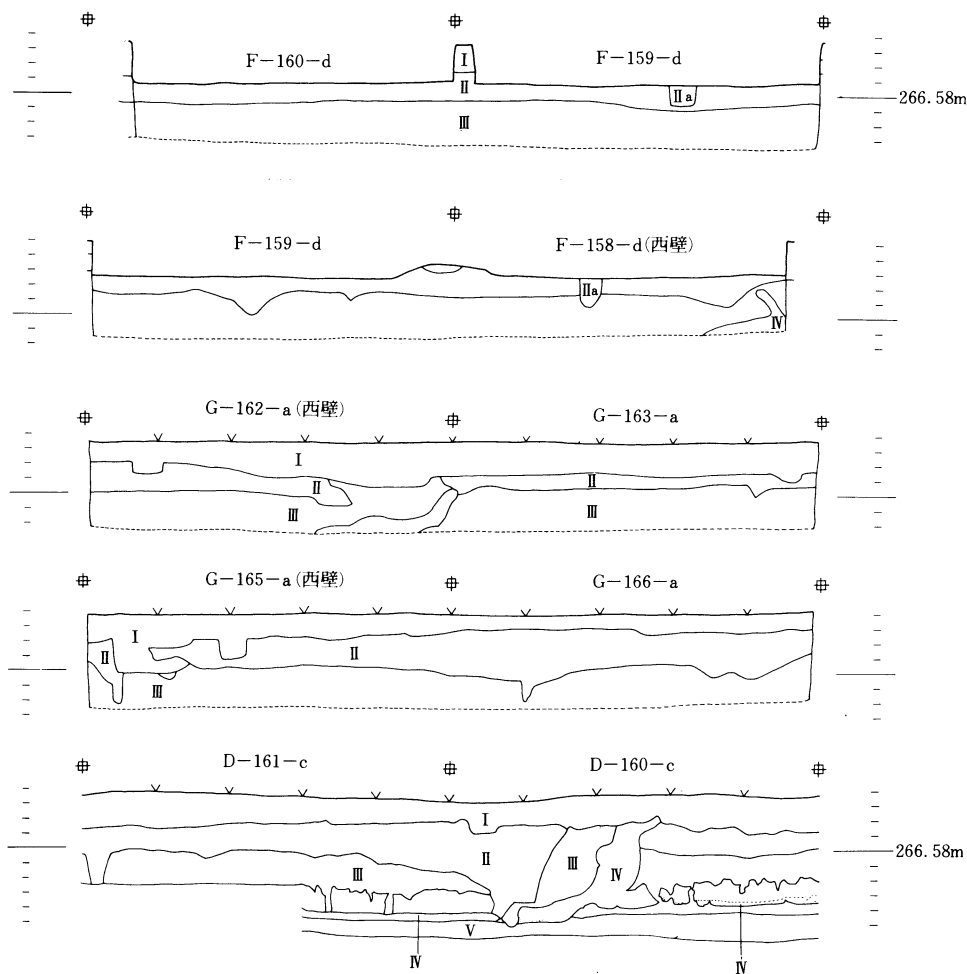 F-160-d
I
F-159-d
II
IIa
266.58m
III
F-159-d
F-158-d(西壁)
IIa
IV
G-162-a(西壁)
G-163-a
I
II
II
III
III
G-165-a(西壁)
G-166-a
I
II
II
III
D-161-c
D-160-c
I
II
III
III
IV
266.58m
V
IV
IV